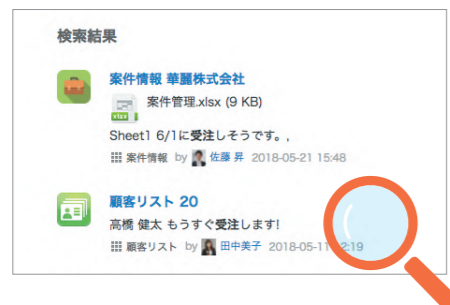 検索結果
案件情報 華麗株式会社
案件管理.xlsx (9 KB)
xlsx
Sheet1 6/1に受注しそうです。,
案件情報 by 佐藤 昇 2018-05-21 15:48
顧客リスト 20
高橋 健太 もうすぐ受注します!
顧客リスト by 田中美子 2018-05-11 12:19